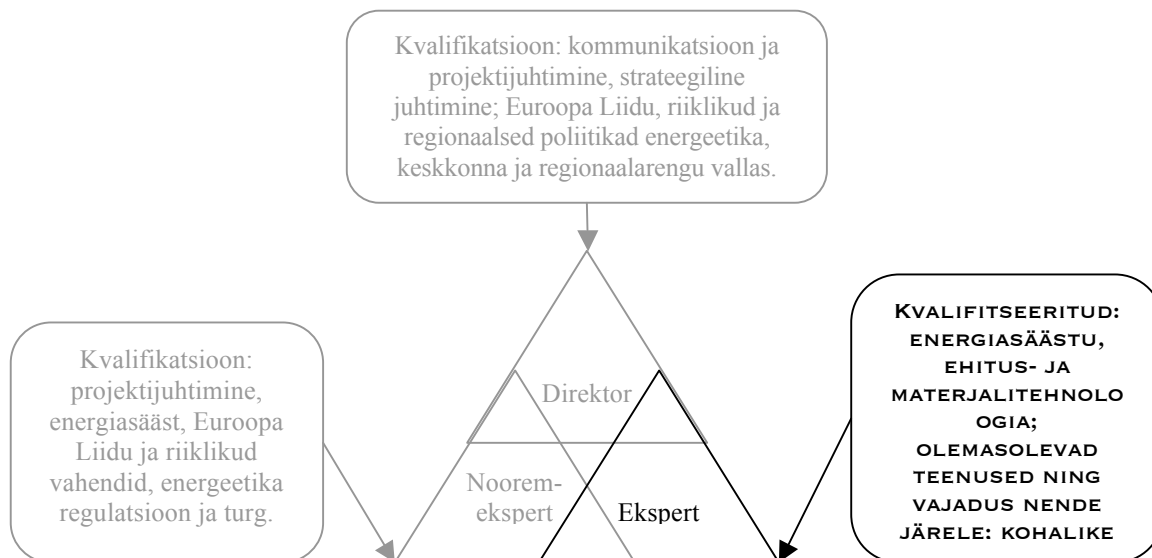 Kvalifikatsioon: kommunikatsioon ja
projektijuhtimine, strateegiline
juhtimine; Euroopa Liidu, riiklikud ja
regionaalsed poliitikad energeetika,
keskkonna ja regionaalarengu vallas.
Kvalifikatsioon:
projektijuhtimine,
energiasääst, Euroopa
Liidu ja riiklikud
vahendid, energeetika
regulatsioon ja turg.
Direktor
Noorem-
ekspert
Ekspert
KVALIFITSEERITUD:
ENERGIASÄÄSTU,
EHITUS- JA
MATERJALITEHNOLO
OGIA;
OLEMASOLEVAD
TEENUSED NING
VAJADUS NENDE
JÄRELE: KOHALIKE